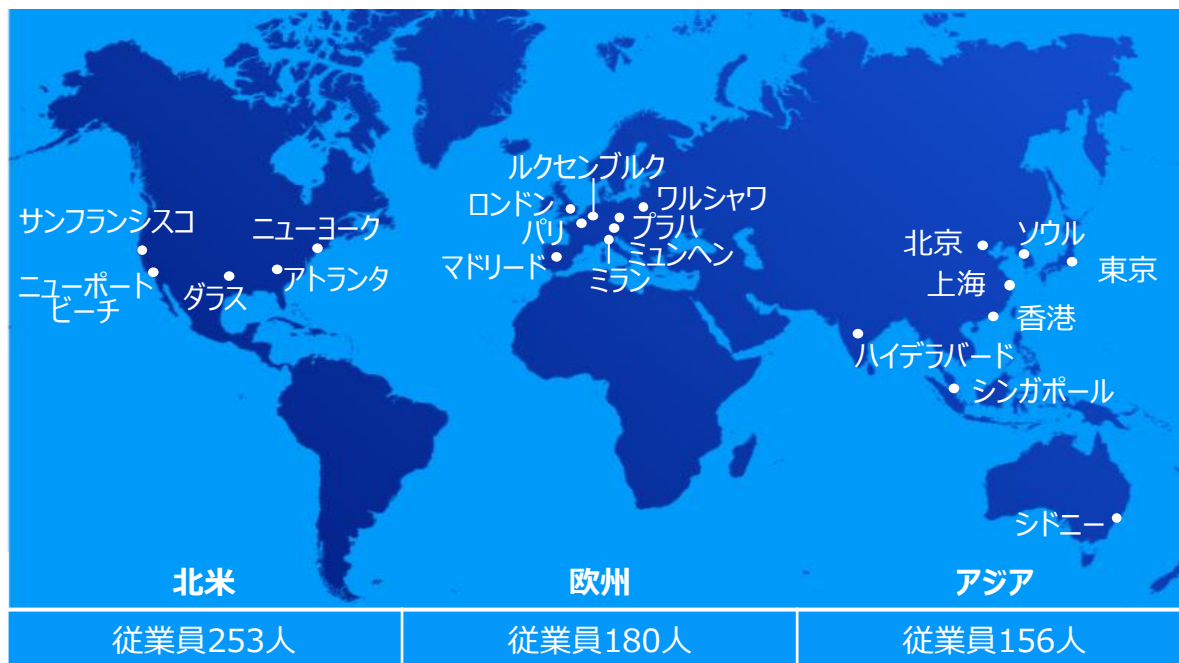 サンフランシスコ
ニューポート
ビーチ
ダラス
アトランタ
ニューヨーク
ルクセンブルク
ロンドン
パリ
マドリード
ワルシャワ
プラハ
ミュンヘン
ミラン
北京
ソウル
東京
上海
香港
ハイデラバード
シンガポール
シドニー
北米
欧州
アジア
従業員253人
従業員180人
従業員156人